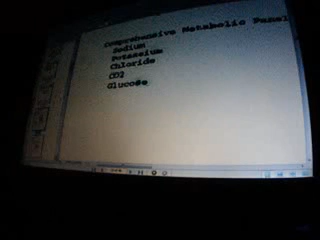 Comprehensive Metabolic Panel
Sodium
Potassium
Chloride
CO2
Glucose